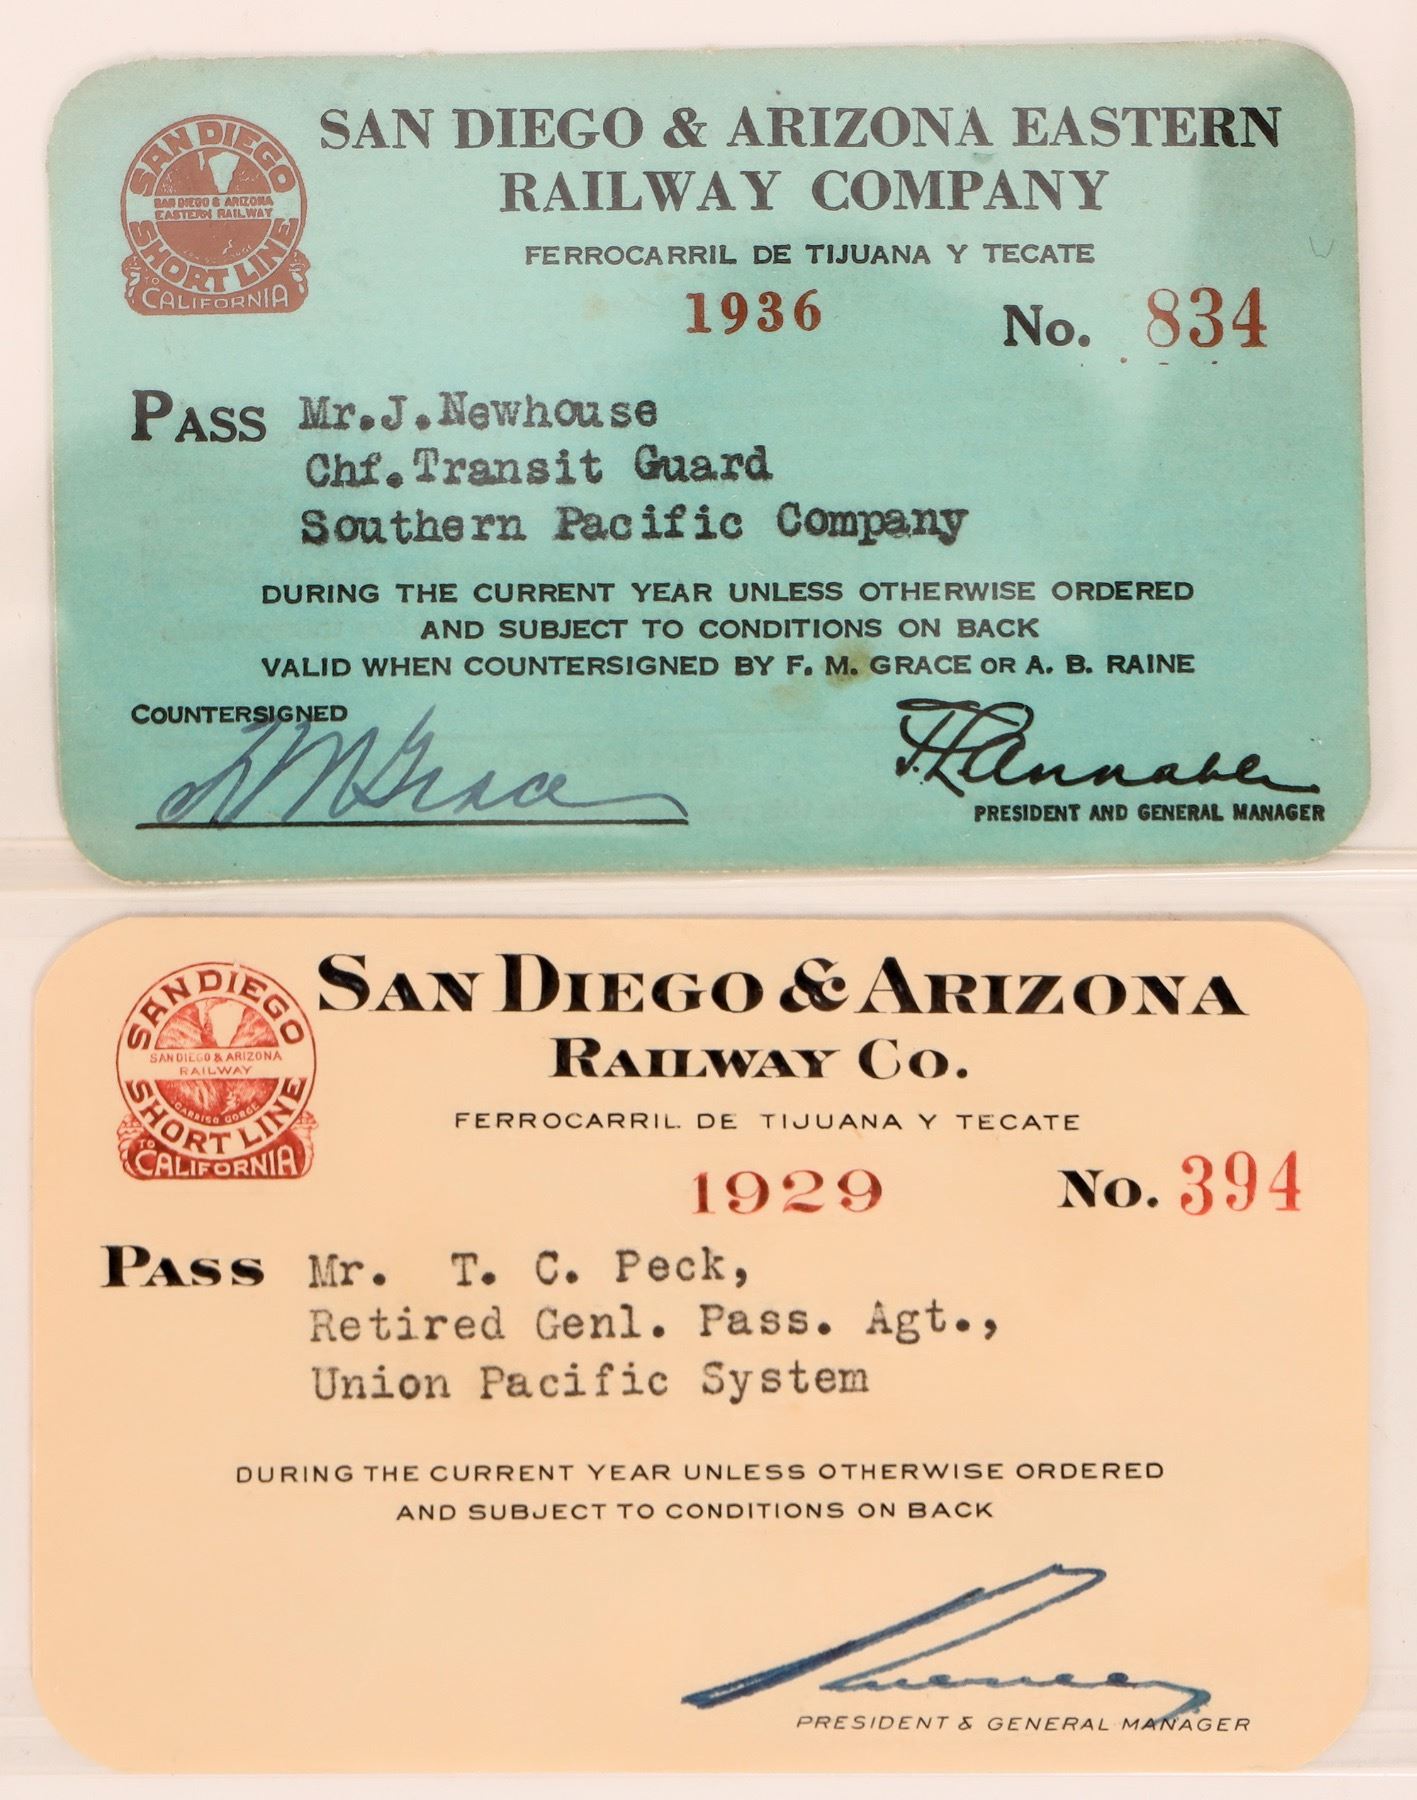 SAN DIEGO & ARIZONA EASTERN
RAILWAY COMPANY
SAN DIEGO
SAN DIEGO & ARIZONA
EASTERN RAILWAY
SHORT LINE
TO
CALIFORNIA
FERROCARRIL DE TIJUANA Y TECATE
1936
No. 834
PASS Mr.J.Newhouse
Chf.Transit Guard
Southern Pacific Company
DURING THE CURRENT YEAR UNLESS OTHERWISE ORDERED
AND SUBJECT TO CONDITIONS ON BACK
VALID WHEN COUNTERSIGNED BY F. M. GRACE OR A. B. RAINE
COUNTERSIGNED
F M Grace
F L Annable
PRESIDENT AND GENERAL MANAGER
SAN DIEGO & ARIZONA
RAILWAY CO.
SAN DIEGO
SAN DIEGO & ARIZONA
RAILWAY
CARRISO GORGE
SHORT LINE
TO
CALIFORNIA
FERROCARRIL DE TIJUANA Y TECATE
1929
No. 394
PASS Mr. T. C. Peck,
Retired Genl. Pass. Agt.,
Union Pacific System
DURING THE CURRENT YEAR UNLESS OTHERWISE ORDERED
AND SUBJECT TO CONDITIONS ON BACK
PRESIDENT & GENERAL MANAGER